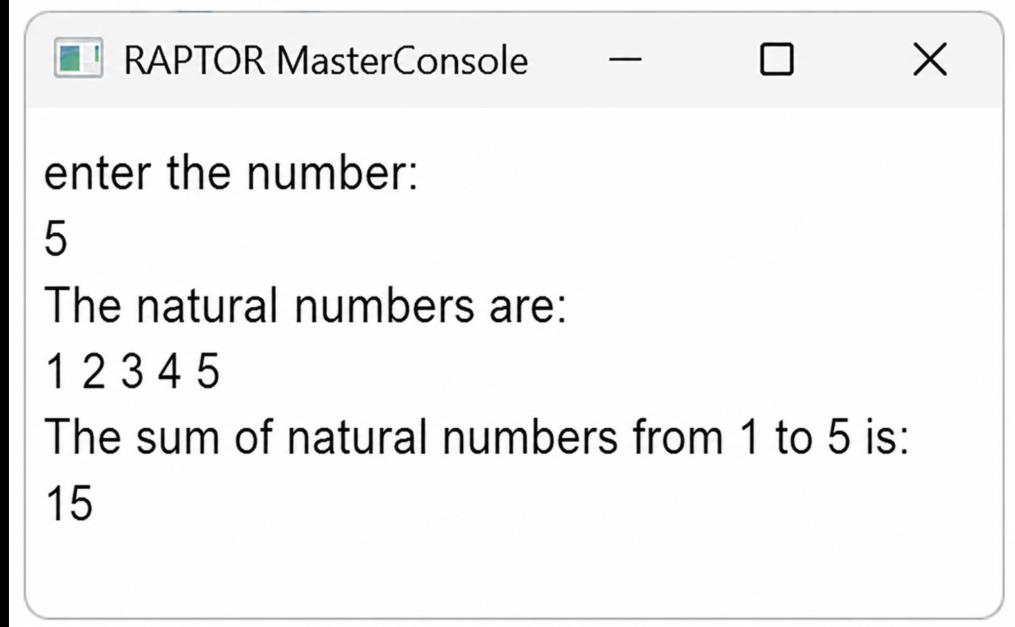 RAPTOR MasterConsole
enter the number:
5
The natural numbers are:
1 2 3 4 5
The sum of natural numbers from 1 to 5 is:
15